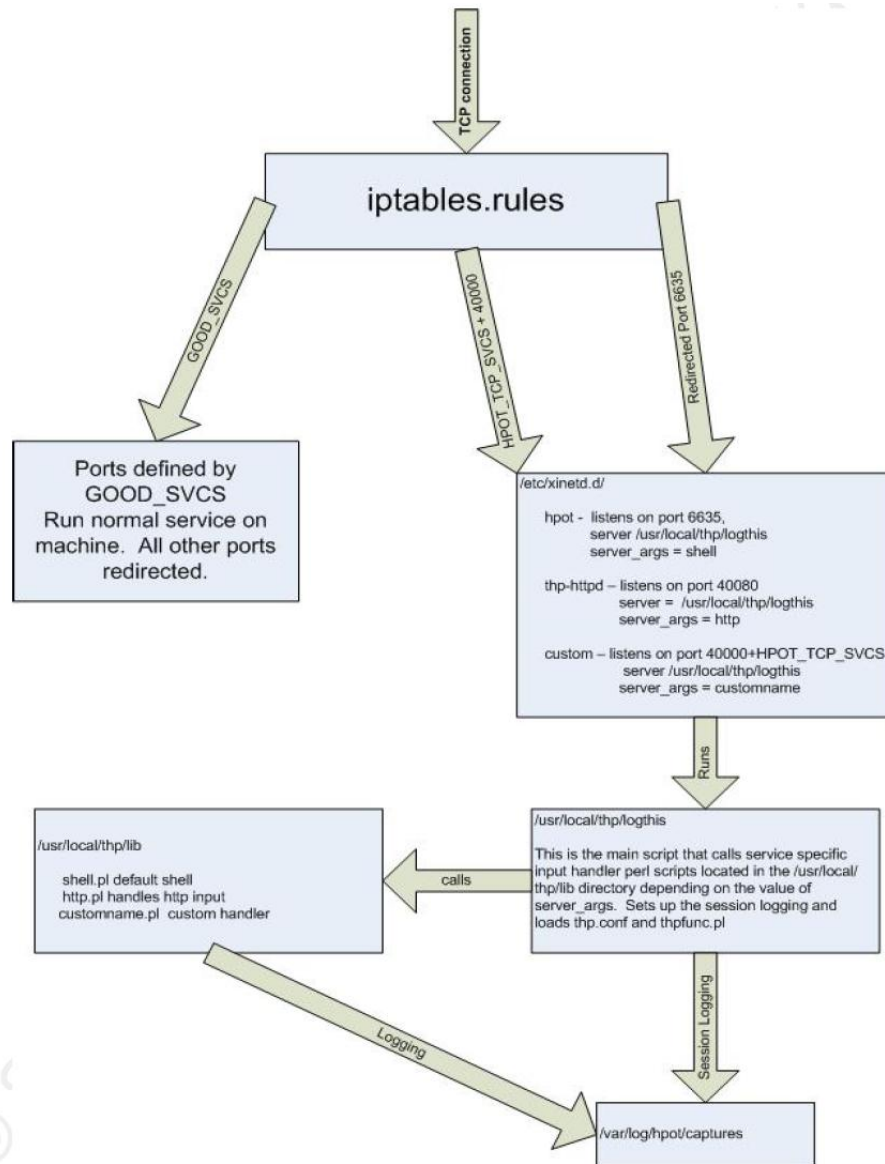 TCP connection
iptables.rules
GOOD_SVCS
HPOT_TCP_SVCS + 40000
Redirected Port 6635
Ports defined by
GOOD_SVCS
Run normal service on
machine. All other ports
redirected.
/etc/xinetd.d/
hpot - listens on port 6635,
server /usr/local/thp/logthis
server_args = shell
thp-httpd – listens on port 40080
server = /usr/local/thp/logthis
server_args = http
custom – listens on port 40000+HPOT_TCP_SVCS
server /usr/local/thp/logthis
server_args = customname
Runs
/usr/local/thp/lib
shell.pl default shell
http.pl handles http input
customname.pl custom handler
calls
/usr/local/thp/logthis
This is the main script that calls service specific
input handler perl scripts located in the /usr/local/
thp/lib directory depending on the value of
server_args. Sets up the session logging and
loads thp.conf and thpfunc.pl
Logging
Session Logging
/var/log/hpot/captures